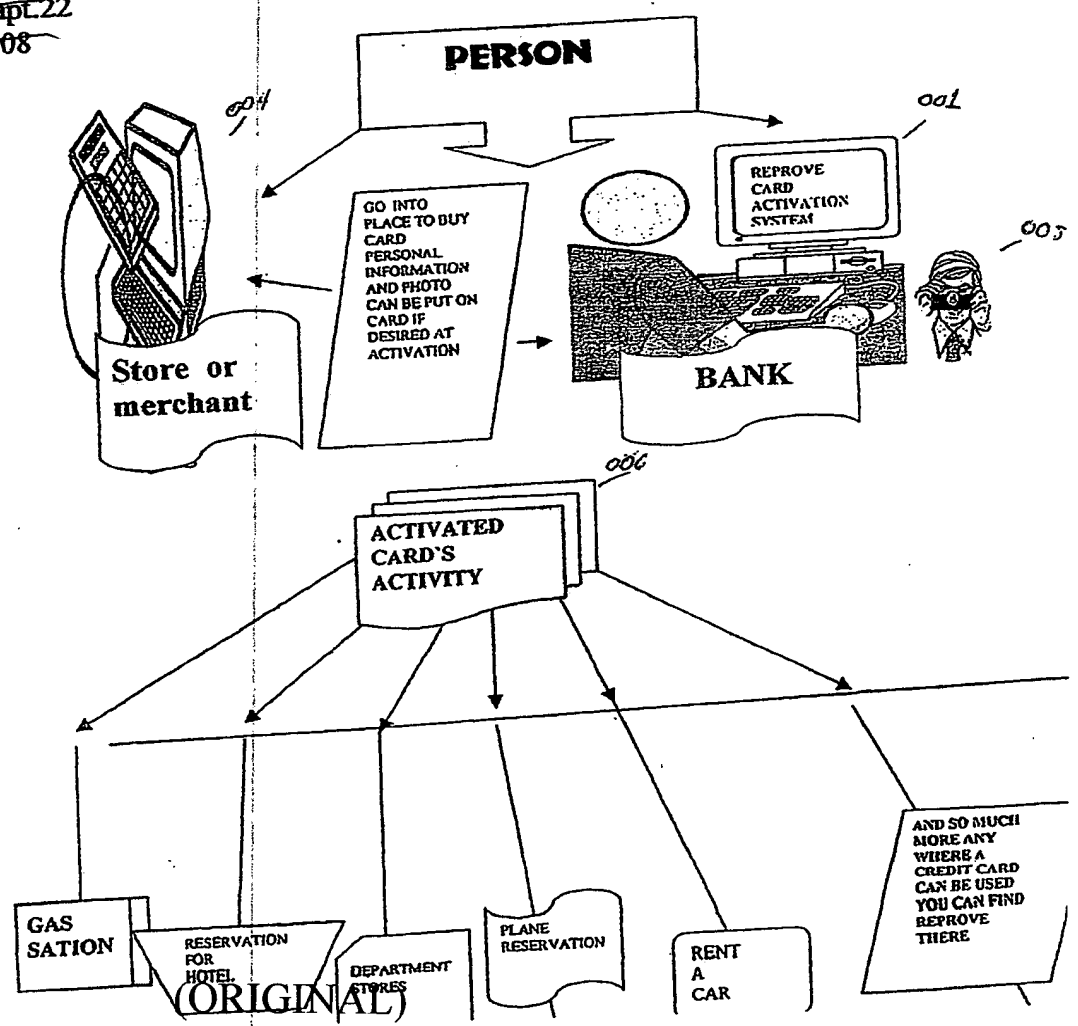 apt.22
08
PERSON
004
001
REPROVE
CARD
ACTIVATION
SYSTEM
GO INTO
PLACE TO BUY
CARD
PERSONAL
INFORMATION
AND PHOTO
CAN BE PUT ON
CARD IF
DESIRED AT
ACTIVATION
005
Store or
merchant
BANK
006
ACTIVATED
CARD'S
ACTIVITY
GAS
SATION
RESERVATION
FOR
HOTEL
DEPARTMENT
STORES
PLANE
RESERVATION
RENT
A
CAR
AND SO MUCH
MORE ANY
WHERE A
CREDIT CARD
CAN BE USED
YOU CAN FIND
REPROVE
THERE
(ORIGINAL)